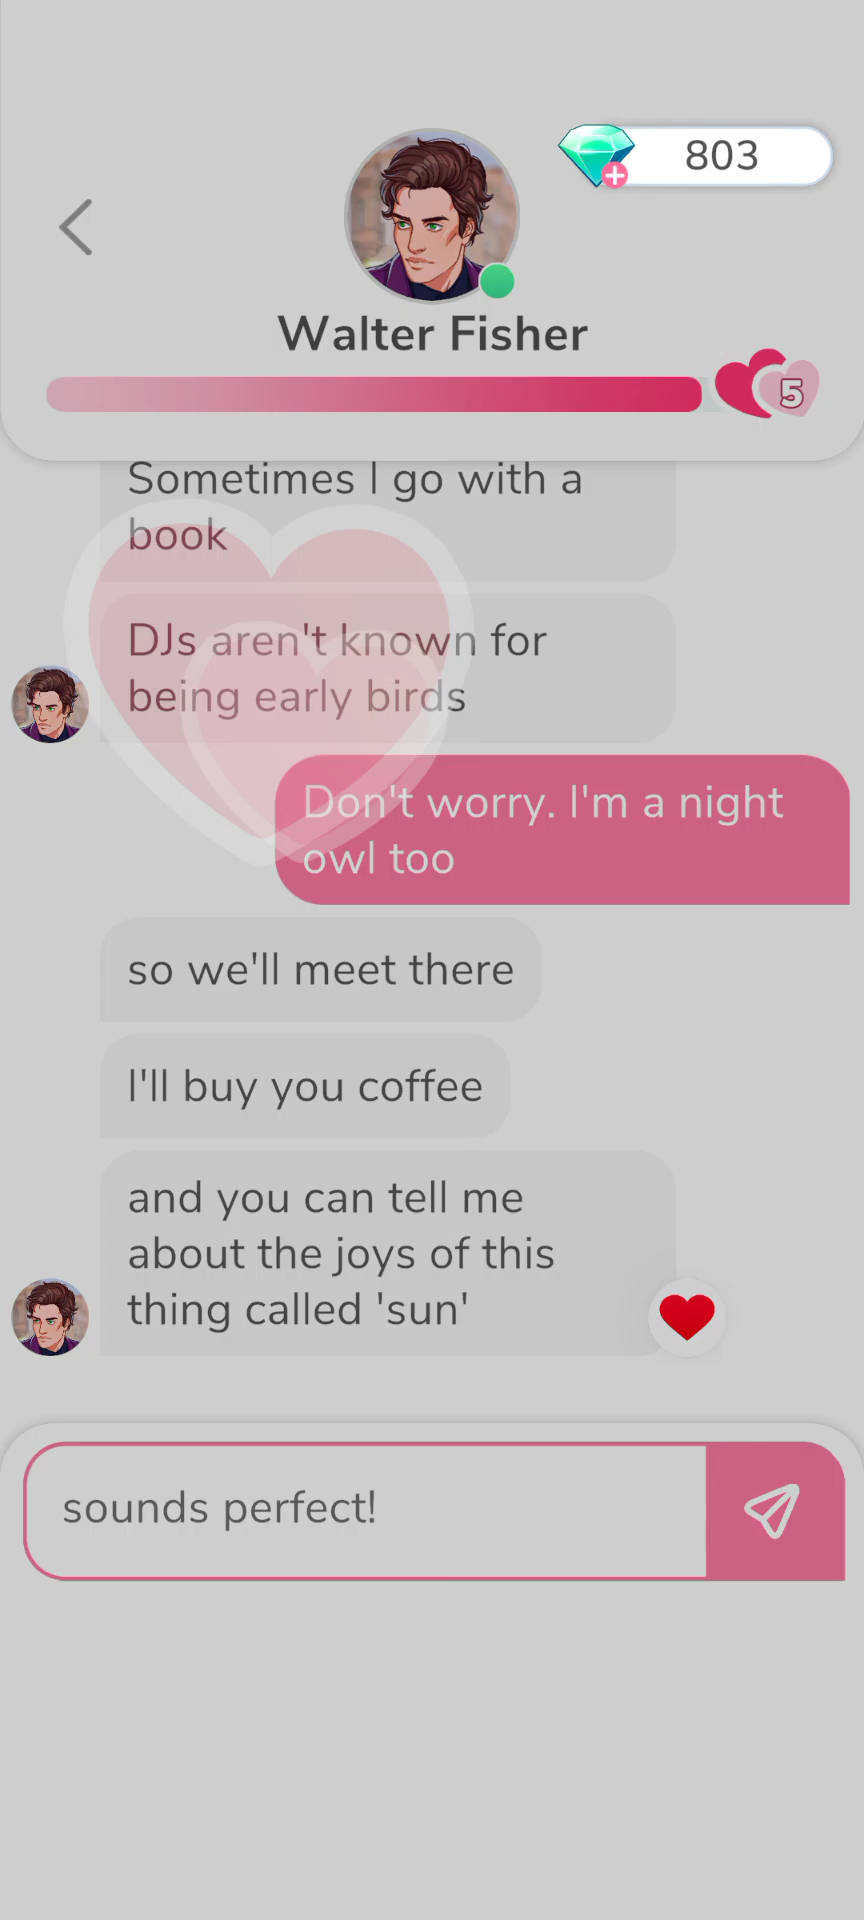 803
Walter Fisher
5
Sometimes I go with a
book
DJs aren't known for
being early birds
Don't worry. I'm a night
owl too
so we'll meet there
I'll buy you coffee
and you can tell me
about the joys of this
thing called 'sun'
sounds perfect!